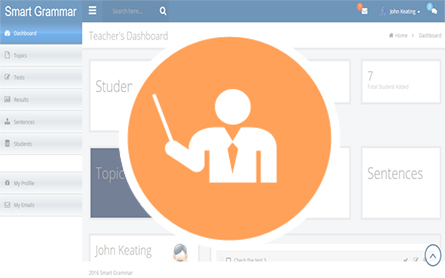 Smart Grammar
Search here...
John Keating
Dashboard
Teacher's Dashboard
Home
Dashboard
Topics
Tests
Results
Sentences
Students
My Profile
My Emails
Studen
7
Total Student Added
Topic
Sentences
John Keating
Check the test 3
2016 Smart Grammar